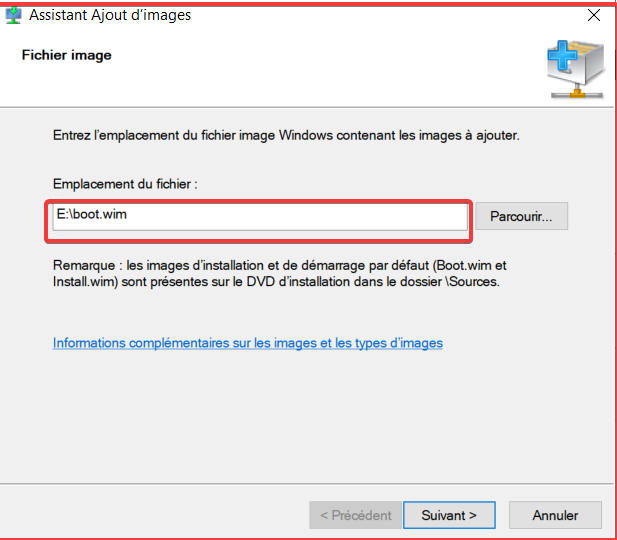 Assistant Ajout d’images
Fichier image
Entrez l’emplacement du fichier image Windows contenant les images à ajouter.
Emplacement du fichier :
E:\boot.wim
Parcourir...
Remarque : les images d’installation et de démarrage par défaut (Boot.wim et
Install.wim) sont présentes sur le DVD d’installation dans le dossier \Sources.
Informations complémentaires sur les images et les types d’images
< Précédent
Suivant >
Annuler